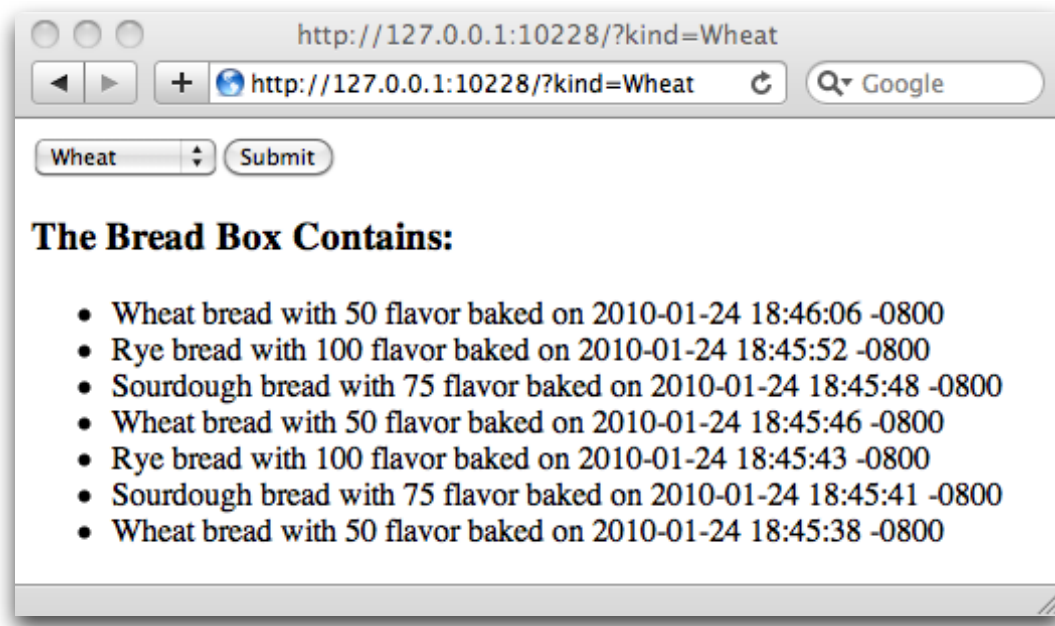 http://127.0.0.1:10228/?kind=Wheat
http://127.0.0.1:10228/?kind=Wheat Google
Wheat Submit
The Bread Box Contains:
• Wheat bread with 50 flavor baked on 2010-01-24 18:46:06 -0800
• Rye bread with 100 flavor baked on 2010-01-24 18:45:52 -0800
• Sourdough bread with 75 flavor baked on 2010-01-24 18:45:48 -0800
• Wheat bread with 50 flavor baked on 2010-01-24 18:45:46 -0800
• Rye bread with 100 flavor baked on 2010-01-24 18:45:43 -0800
• Sourdough bread with 75 flavor baked on 2010-01-24 18:45:41 -0800
• Wheat bread with 50 flavor baked on 2010-01-24 18:45:38 -0800